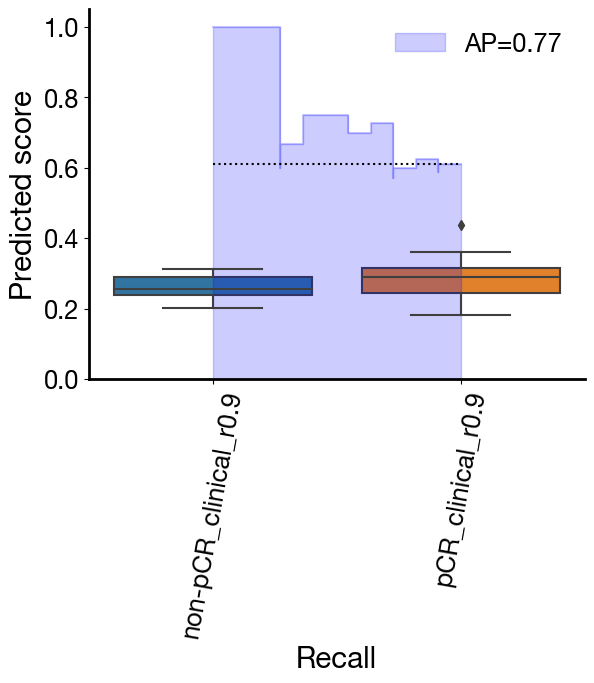 1.0
0.8
0.6
0.4
0.2
0.0
Predicted score
AP=0.77
non-pCR_clinical_r0.9
pCR_clinical_r0.9
Recall